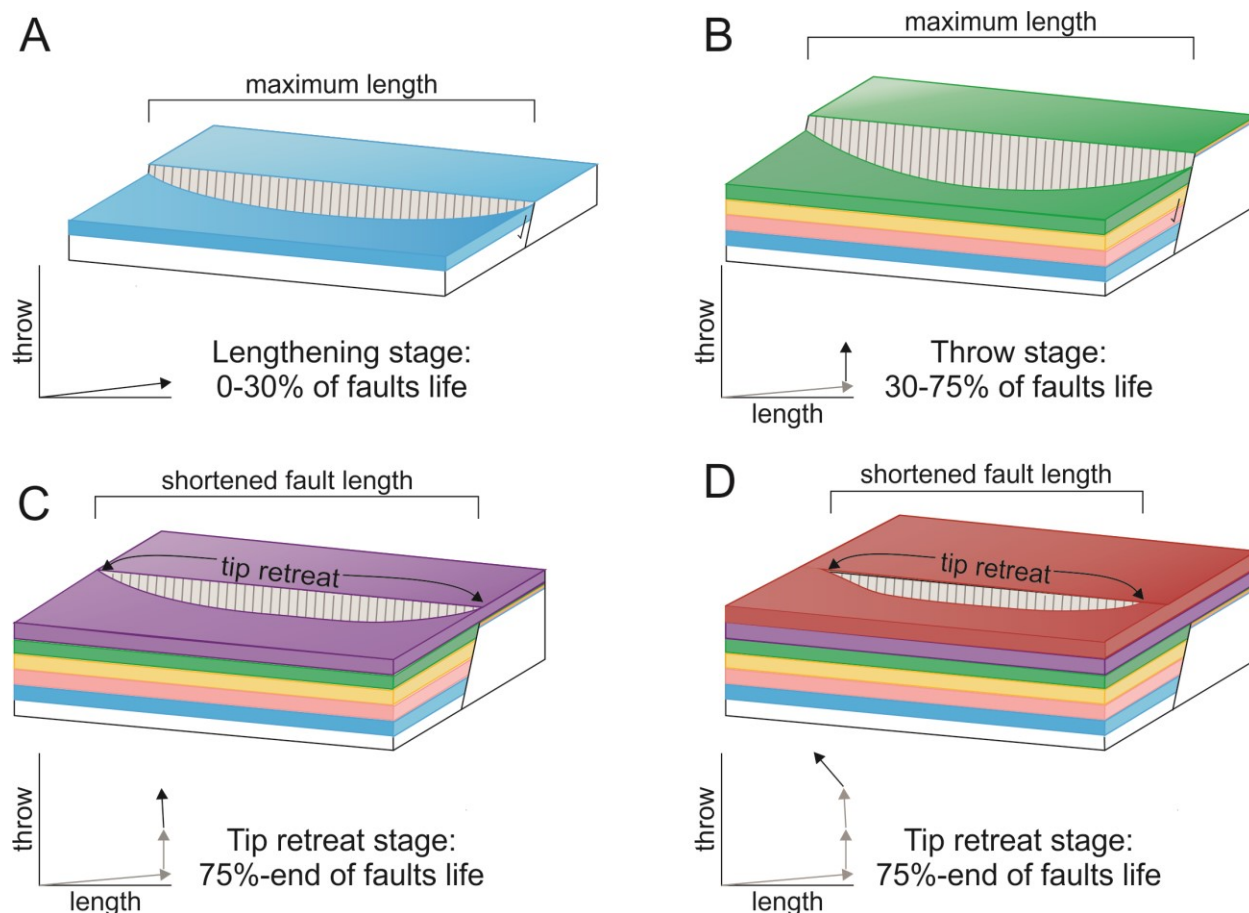 A
maximum length
throw
Lengthening stage:
0-30% of faults life
B
maximum length
throw
length
Throw stage:
30-75% of faults life
C
shortened fault length
tip retreat
throw
length
Tip retreat stage:
75%-end of faults life
D
shortened fault length
tip retreat
throw
length
Tip retreat stage:
75%-end of faults life